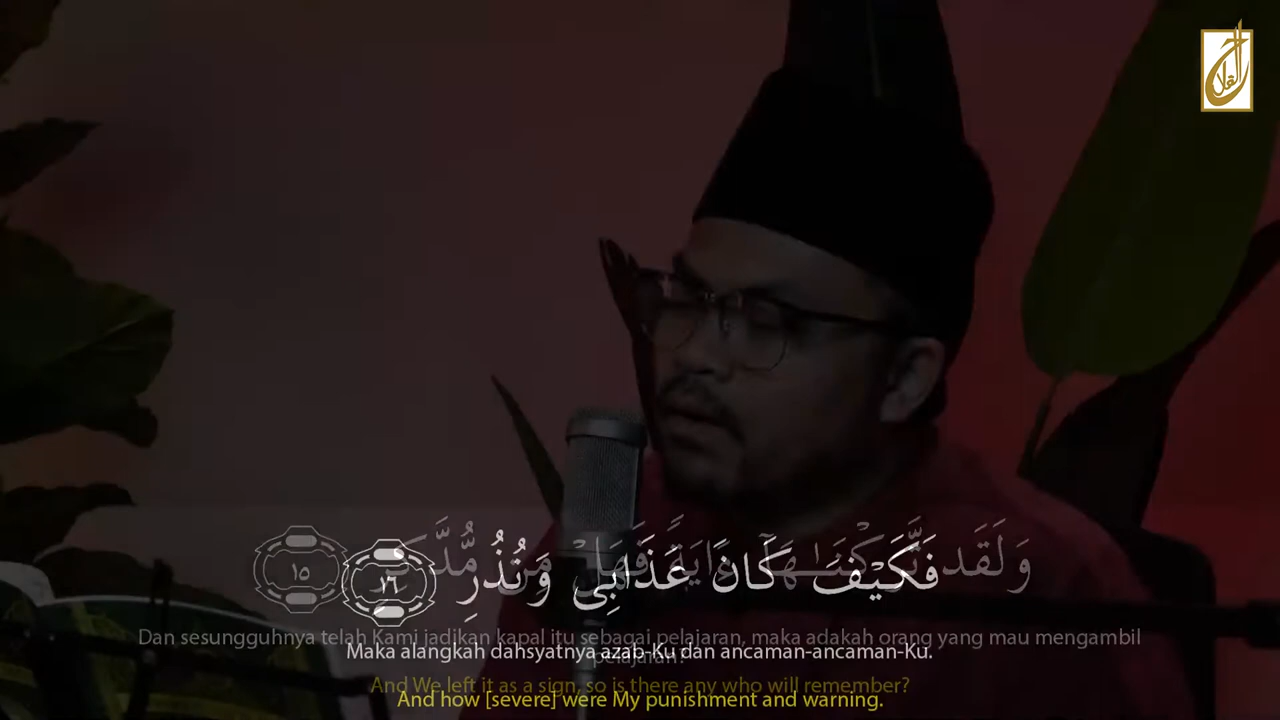 وَلَقَد تَّرَكْنَـٰهَآ ءَايَةً فَهَلْ مِن مُّدَّكِرٍ ١٥
فَكَيْفَ كَانَ عَذَابِى وَنُذُرِ ١٦
Dan sesungguhnya telah Kami jadikan kapal itu sebagai pelajaran, maka adakah orang yang mau mengambil
pelajaran?
Maka alangkah dahsyatnya azab-Ku dan ancaman-ancaman-Ku.
And We left it as a sign, so is there any who will remember?
And how [severe] were My punishment and warning.